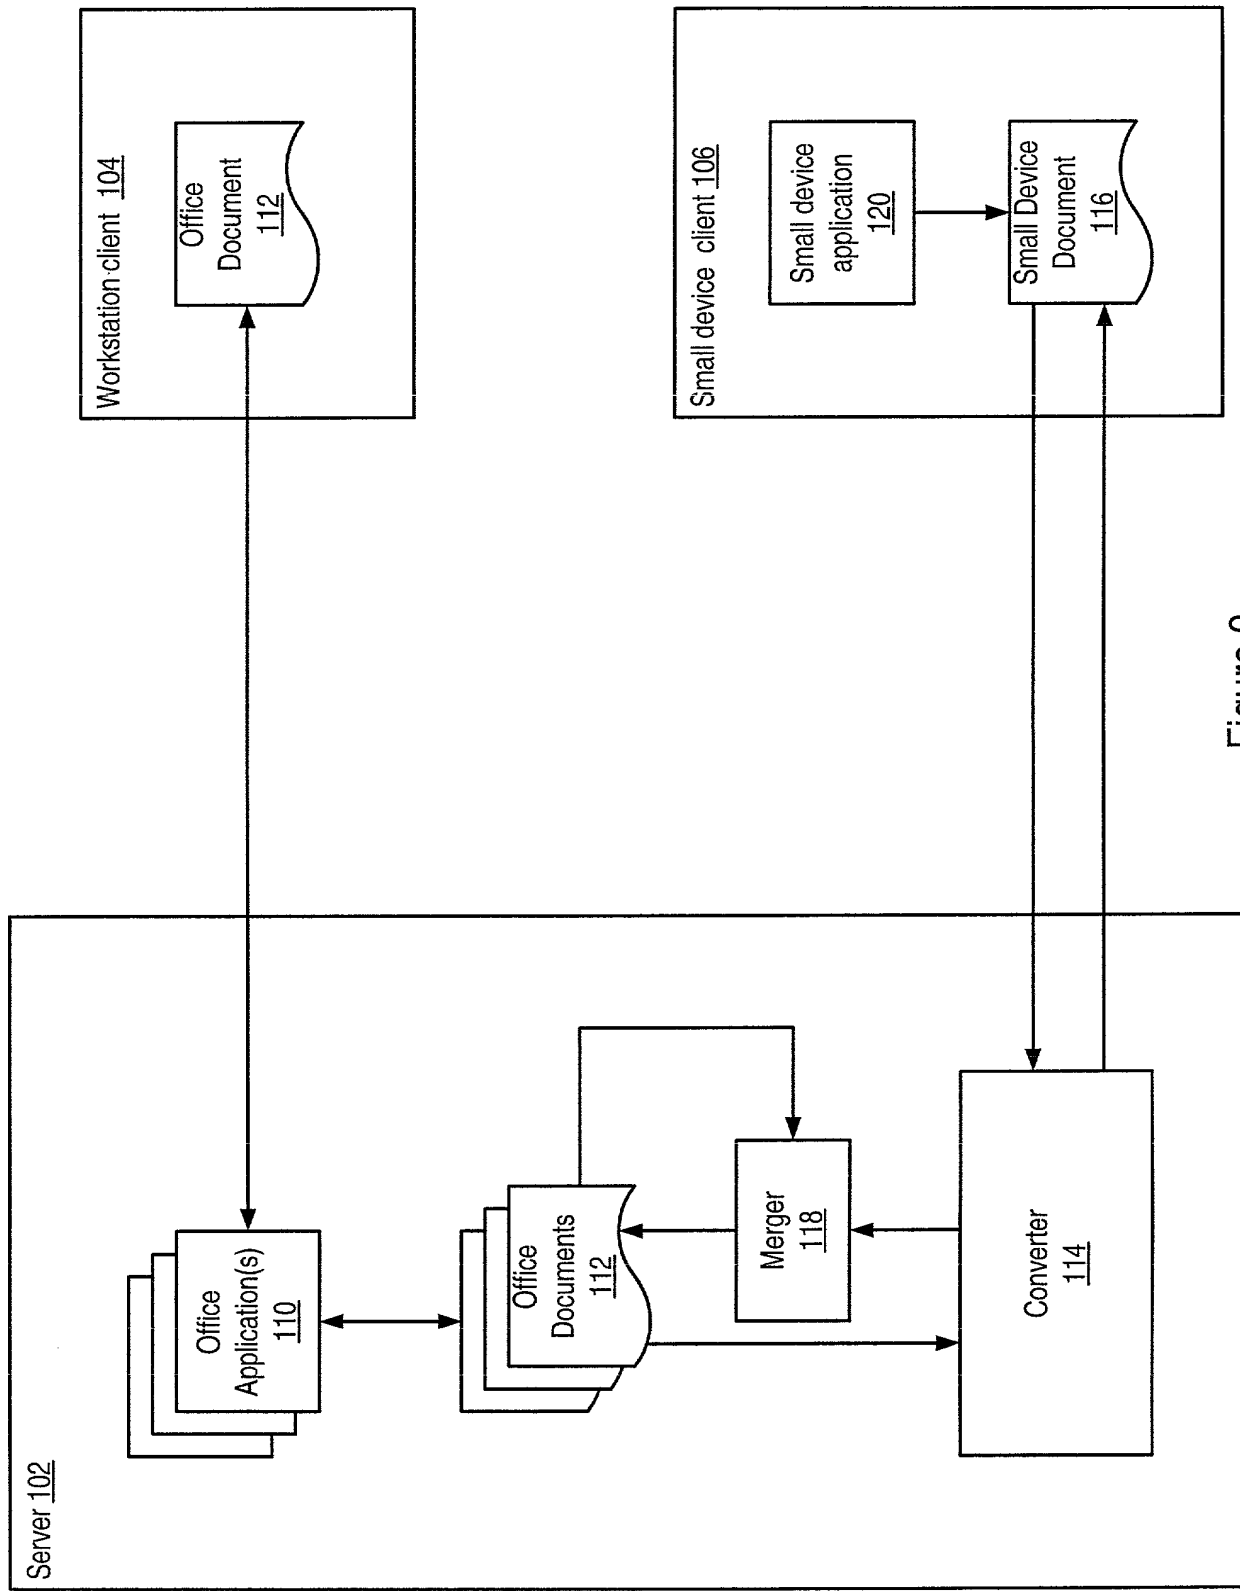 Server 102
Office
Application(s)
110
Office
Documents
112
Merger
118
Converter
114
Workstation client 104
Office
Document
112
Small device client 106
Small device
application
120
Small Device
Document
116
Figure